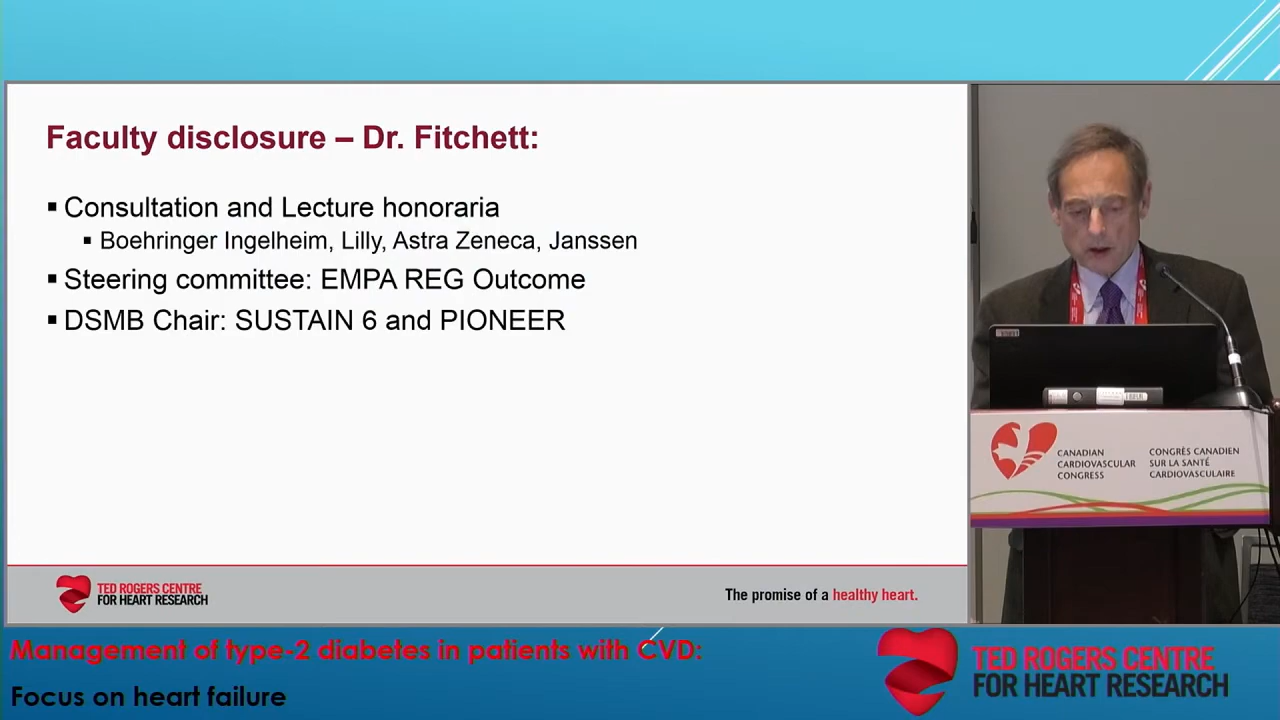 Faculty disclosure – Dr. Fitchett:
▪ Consultation and Lecture honoraria
▪ Boehringer Ingelheim, Lilly, Astra Zeneca, Janssen
▪ Steering committee: EMPA REG Outcome
▪ DSMB Chair: SUSTAIN 6 and PIONEER
TED ROGERS CENTRE
FOR HEART RESEARCH
The promise of a healthy heart.
CANADIAN
CARDIOVASCULAR
CONGRESS
CONGRÈS CANADIEN
SUR LA SANTÉ
CARDIOVASCULAIRE
Management of type-2 diabetes in patients with CVD:
Focus on heart failure
TED ROGERS CENTRE
FOR HEART RESEARCH